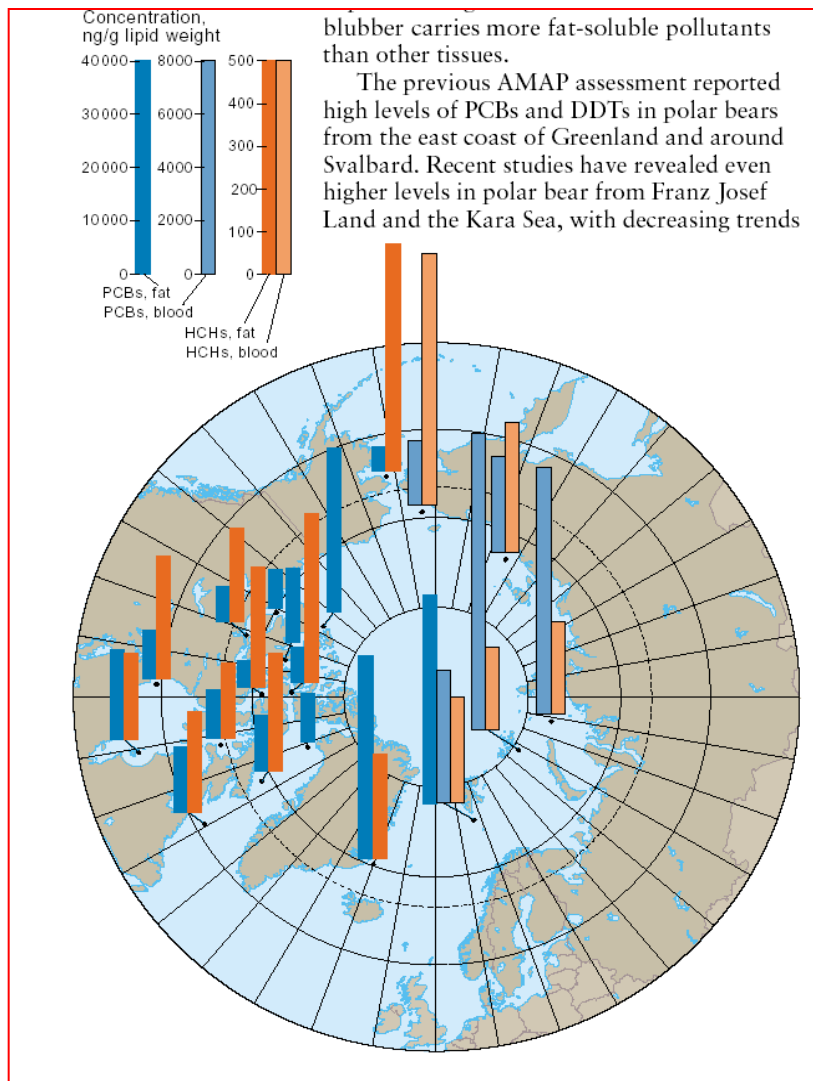 blubber carries more fat-soluble pollutants
than other tissues.
The previous AMAP assessment reported
high levels of PCBs and DDTs in polar bears
from the east coast of Greenland and around
Svalbard. Recent studies have revealed even
higher levels in polar bear from Franz Josef
Land and the Kara Sea, with decreasing trends
Concentration,
ng/g lipid weight
40000 8000 500
400
30000 6000
300
20000 4000
200
10000 2000
100
0 0 0
PCBs, fat
PCBs, blood
HCHs, fat
HCHs, blood